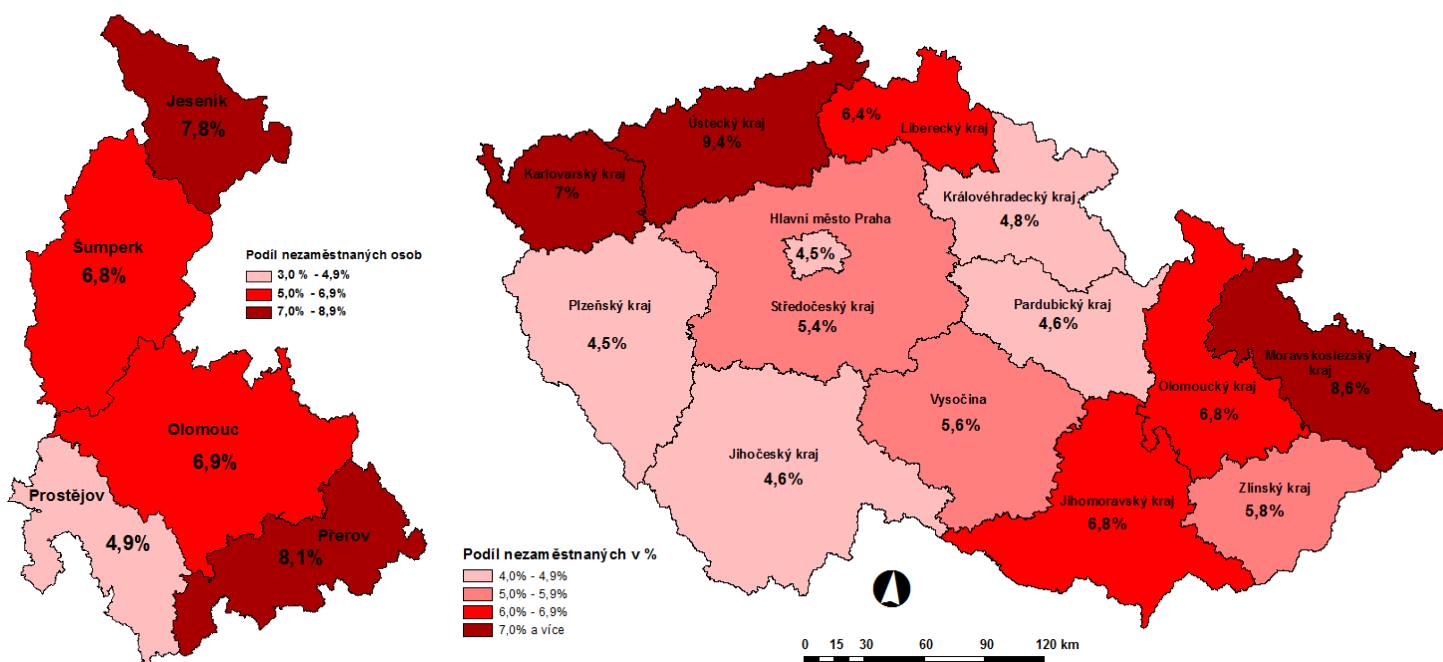 Jeseník
7,8%
Šumperk
6,8%
Olomouc
6,9%
Prostějov
4,9%
Přerov
8,1%
Podíl nezaměstnaných osob
3,0% - 4,9%
5,0% - 6,9%
7,0% - 8,9%
Ústecký kraj
9,4%
6,4%
Liberecký kraj
Karlovarský kraj
7%
Královéhradecký kraj
4,8%
Hlavní město Praha
4,5%
Plzeňský kraj
4,5%
Středočeský kraj
5,4%
Pardubický kraj
4,6%
Moravskoslezský
kraj
8,6%
Olomoucký kraj
6,8%
Vysočina
5,6%
Jihočeský kraj
4,6%
Jihomoravský kraj
6,8%
Zlínský kraj
5,8%
Podíl nezaměstnaných v %
4,0% - 4,9%
5,0% - 5,9%
6,0% - 6,9%
7,0% a více
0 15 30 60 90 120 km